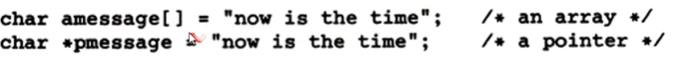 char amessage[] = "now is the time"; /* an array */
char *pmessage = "now is the time"; /* a pointer */